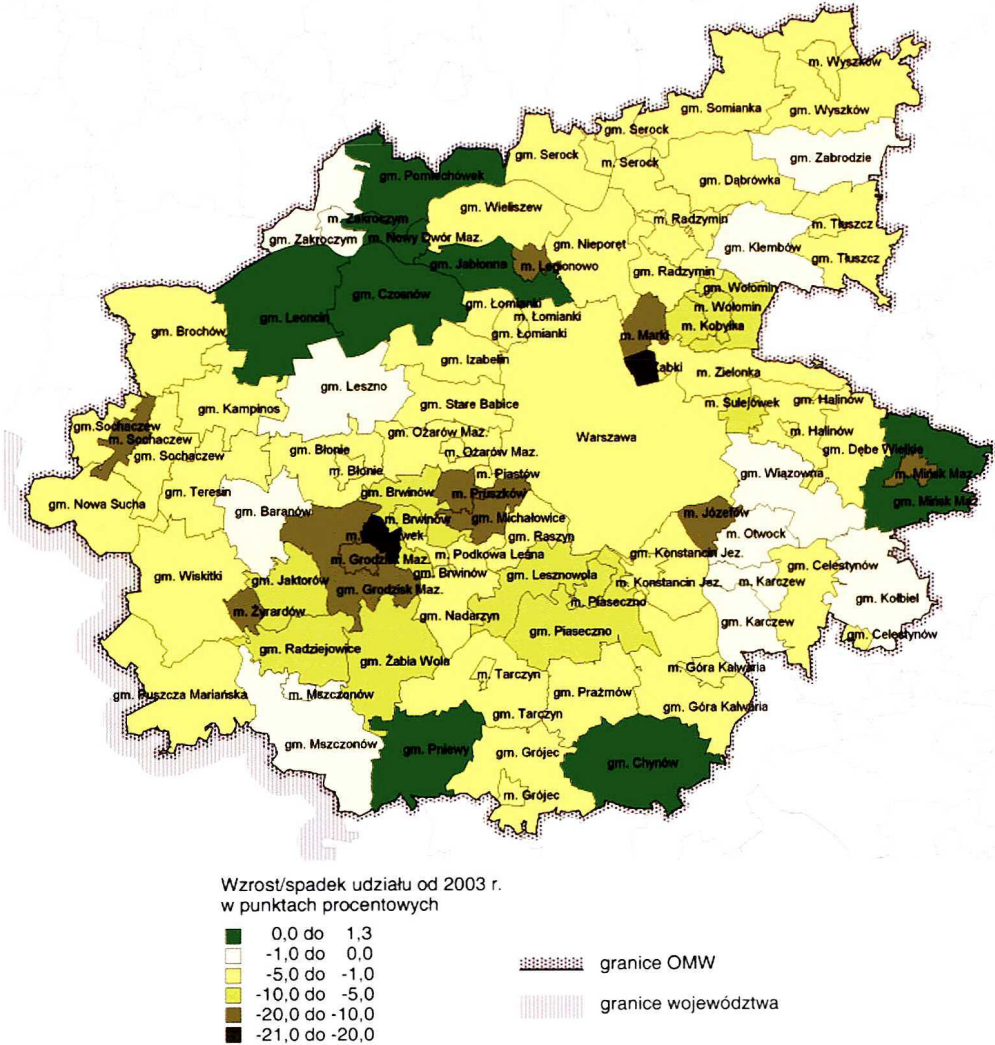 m. Wyszków
gm. Somianka
gm. Wyszków
gm. Serock
gm. Serock
m. Serock
gm. Zabrodzie
gm. Pomiechówek
gm. Dąbrówka
gm. Wieliszew
m. Zakroczym
m. Radzymin
m. Tłuszcz
gm. Zakroczym
m. Nowy Dwór Maz.
gm. Nieporęt
gm. Klembów
gm. Tłuszcz
gm. Jabłonna
m. Legionowo
gm. Radzymin
gm. Wołomin
gm. Czosnów
gm. Łomianki
m. Wołomin
gm. Leoncin
m. Łomianki
gm. Brochów
gm. Łomianki
m. Marki
m. Kobyłka
gm. Izabelin
Ząbki
m. Zielonka
gm. Leszno
gm. Kampinos
gm. Stare Babice
m. Sulejówek
gm. Halinów
gm. Sochaczew
m. Sochaczew
gm. Ożarów Maz.
Warszawa
m. Halinów
gm. Sochaczew
gm. Błonie
m. Ożarów Maz.
gm. Dębe Wielkie
m. Błonie
m. Piastów
gm. Wiązowna
m. Mińsk Maz.
gm. Nowa Sucha
gm. Teresin
gm. Brwinów
m. Pruszków
gm. Mińsk Maz.
gm. Baranów
m. Brwinów
gm. Michałowice
m. Józefów
gm. Raszyn
m. Otwock
m. Grodzisk Maz.
m. Podkowa Leśna
gm. Konstancin Jez.
gm. Wiskitki
gm. Jaktorów
gm. Brwinów
gm. Lesznowola
m. Konstancin Jez.
m. Karczew
gm. Celestynów
gm. Grodzisk Maz.
gm. Kołbiel
m. Żyrardów
gm. Nadarzyn
m. Piaseczno
gm. Karczew
gm. Piaseczno
gm. Celestynów
gm. Radziejowice
gm. Żabia Wola
m. Tarczyn
m. Góra Kalwaria
gm. Puszcza Mariańska
m. Mszczonów
gm. Prażmów
gm. Góra Kalwaria
gm. Tarczyn
gm. Mszczonów
gm. Pniewy
gm. Grójec
gm. Chynów
m. Grójec
Wzrost/spadek udziału od 2003 r.
w punktach procentowych
0,0 do 1,3
-1,0 do 0,0
-5,0 do -1,0
-10,0 do -5,0
-20,0 do -10,0
-21,0 do -20,0
granice OMW
granice województwa